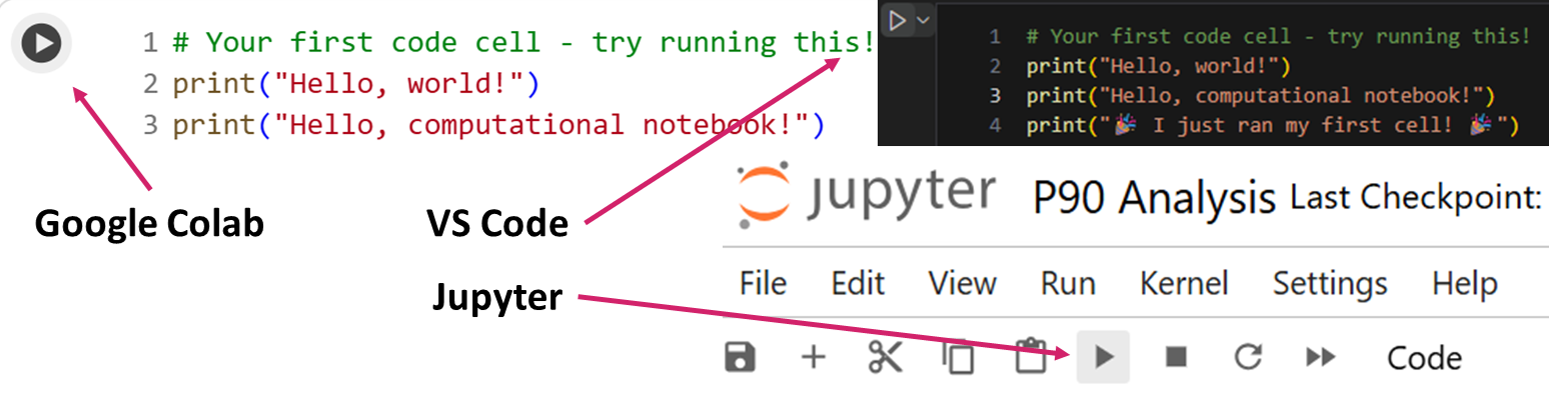 1 # Your first code cell - try running this!
2 print("Hello, world!")
3 print("Hello, computational notebook!")
1 # Your first code cell - try running this!
2 print("Hello, world!")
3 print("Hello, computational notebook!")
4 print("🎉 I just ran my first cell! 🎉")
Google Colab
VS Code
Jupyter
jupyter P90 Analysis Last Checkpoint:
File Edit View Run Kernel Settings Help
Code